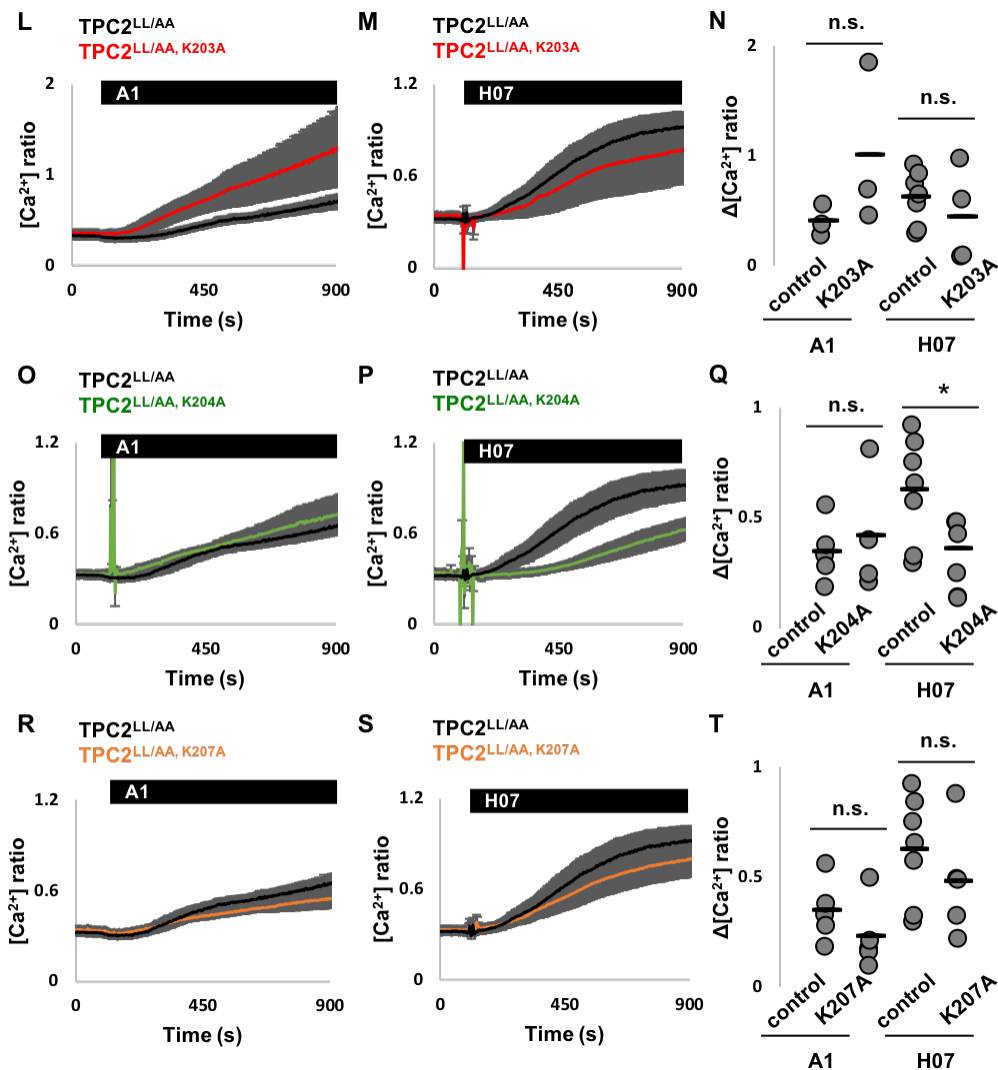 L
TPC2LL/AA
TPC2LL/AA, K203A
[Ca2+] ratio
2
1
0
A1
0 450 900
Time (s)
M
TPC2LL/AA
TPC2LL/AA, K203A
[Ca2+] ratio
1.2
0.6
0
H07
0 450 900
Time (s)
N
n.s.
n.s.
Δ[Ca2+] ratio
2
1
0
control K203A control K203A
A1 H07
O
TPC2LL/AA
TPC2LL/AA, K204A
[Ca2+] ratio
1.2
0.6
0
A1
0 450 900
Time (s)
P
TPC2LL/AA
TPC2LL/AA, K204A
[Ca2+] ratio
1.2
0.6
0
H07
0 450 900
Time (s)
Q
n.s.
*
Δ[Ca2+] ratio
1
0.5
0
control K204A control K204A
A1 H07
R
TPC2LL/AA
TPC2LL/AA, K207A
[Ca2+] ratio
1.2
0.6
0
A1
0 450 900
Time (s)
S
TPC2LL/AA
TPC2LL/AA, K207A
[Ca2+] ratio
1.2
0.6
0
H07
0 450 900
Time (s)
T
n.s.
n.s.
Δ[Ca2+] ratio
1
0.5
0
control K207A control K207A
A1 H07